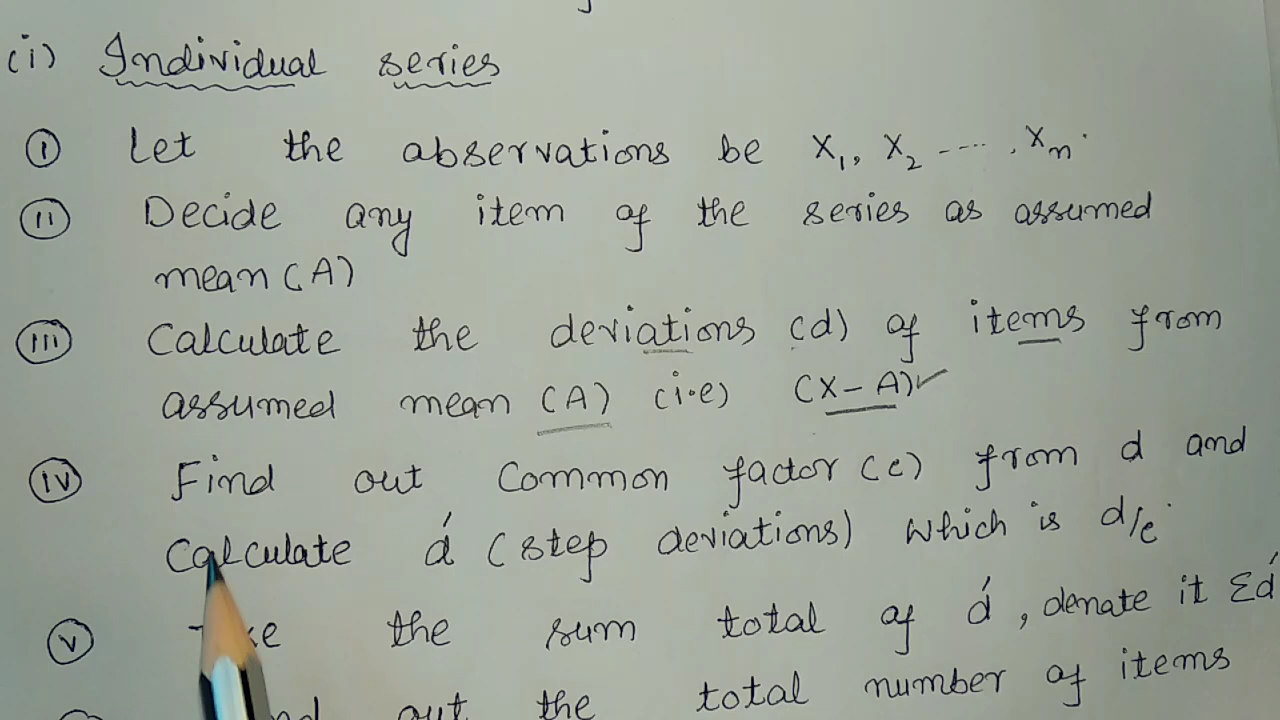 (i) Individual series
(i) Let the observations be X1, X2 ----, Xn.
(ii) Decide any item of the series as assumed
mean (A)
(iii) Calculate the deviations (d) of items from
assumed mean (A) (i.e) (X-A)✓
(iv) Find out Common factor (c) from d and
Calculate d́ (step deviations) which is d/c.
(v) the sum total of d́, denote it Σd́
out the total number of items